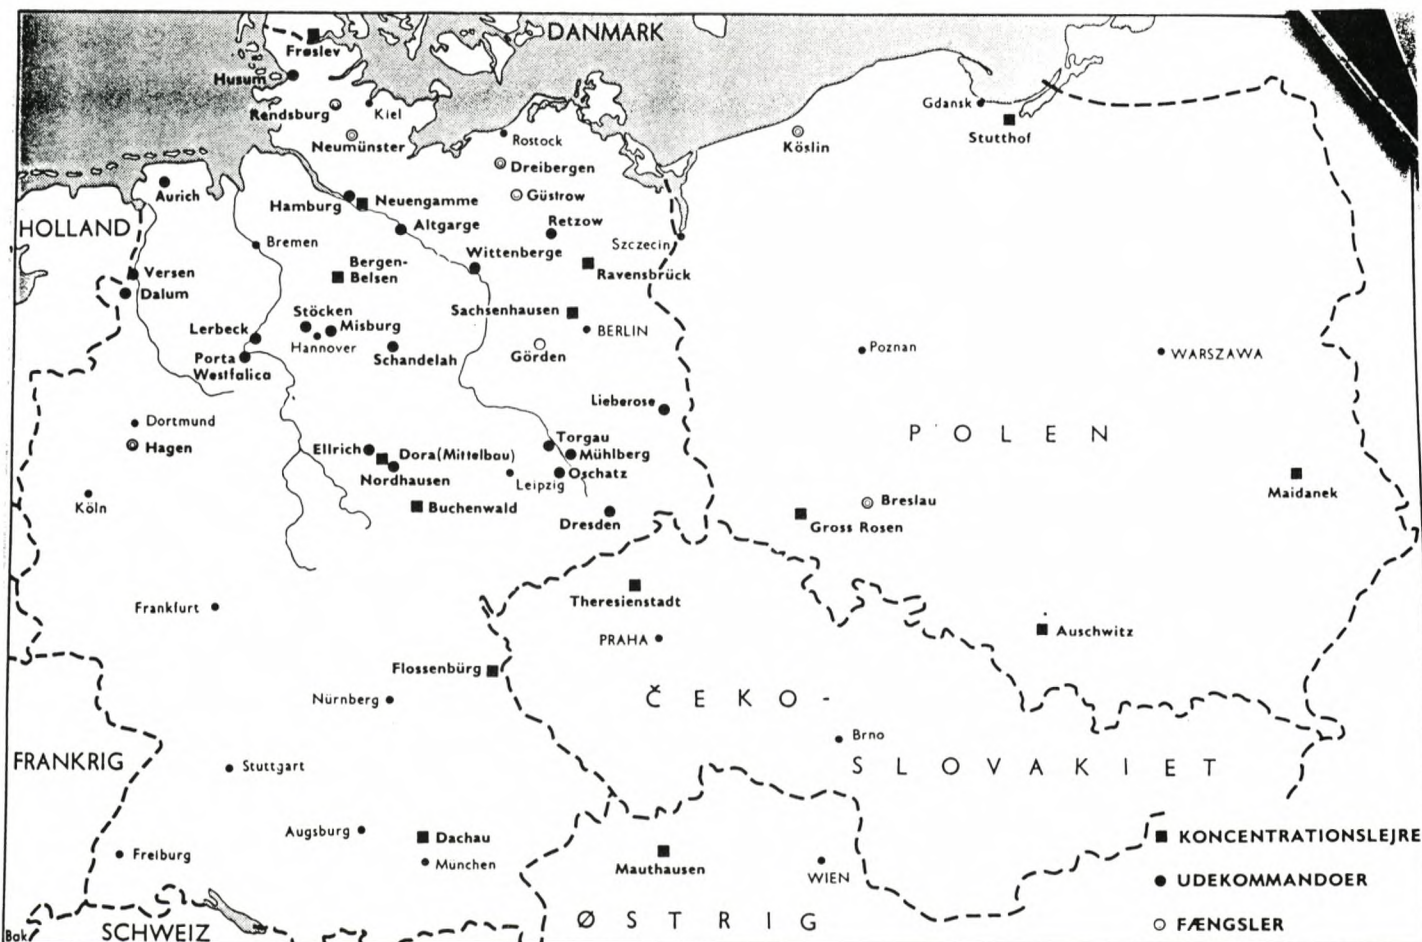 DANMARK
Frøslev
Husum
Rendsburg
Kiel
Neumünster
Rostock
Dreibergen
Güstrow
Köslin
Gdansk
Stutthof
Aurich
Hamburg
Neuengamme
Altgarge
Retzow
HOLLAND
Bremen
Szczecin
Wittenberge
Ravensbrück
Bergen-
Belsen
Versen
Dalum
Sachsenhausen
BERLIN
Stöcken
Misburg
Hannover
Lerbeck
Porta
Westfalica
Schandelah
Görden
Poznan
WARSZAWA
Lieberose
POLEN
Dortmund
Hagen
Ellrich
Dora (Mittelbau)
Nordhausen
Torgau
Mühlberg
Oschatz
Leipzig
Köln
Buchenwald
Dresden
Breslau
Gross Rosen
Maidanek
Theresienstadt
Frankfurt
PRAHA
Auschwitz
Flossenbürg
Nürnberg
ČEKO-
SLOVAKIET
Brno
FRANKRIG
Stuttgart
Augsburg
Dachau
Munchen
Freiburg
Mauthausen
WIEN
ØSTRIG
SCHWEIZ
Bak
KONCENTRATIONSLEJRE
UDEKOMMANDOER
FÆNGSLER